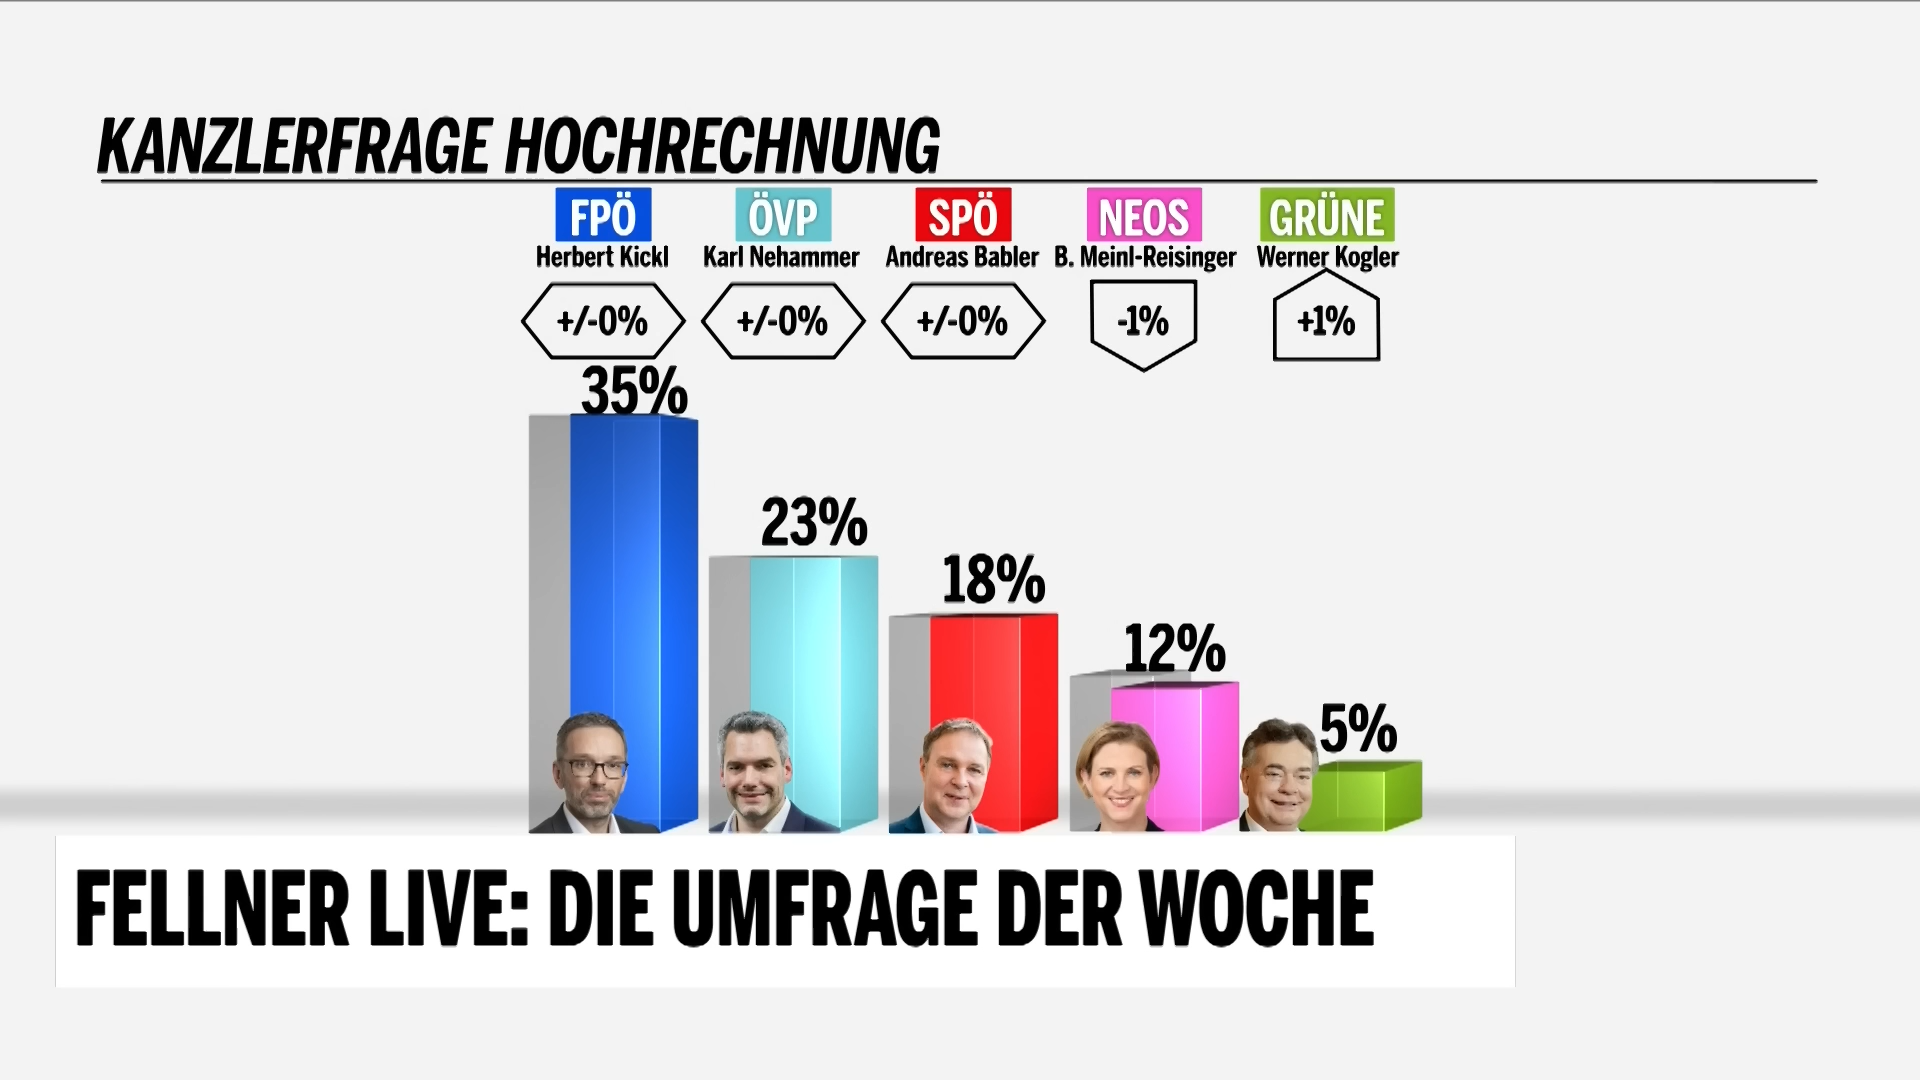 KANZLERFRAGE HOCHRECHNUNG
FPÖ ÖVP SPÖ NEOS GRÜNE
Herbert Kickl Karl Nehammer Andreas Babler B. Meinl-Reisinger Werner Kogler
+/-0% +/-0% +/-0% -1% +1%
35%
23%
18%
12%
5%
FELLNER LIVE: DIE UMFRAGE DER WOCHE